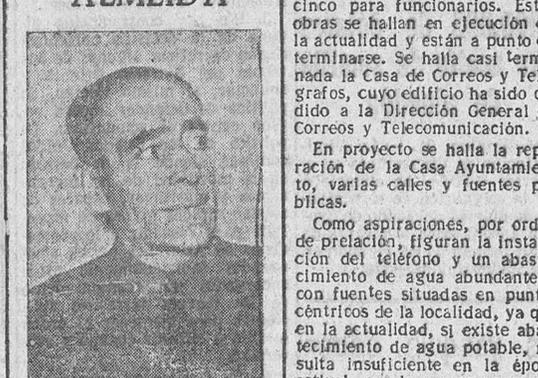 ALMEIDA
cinco para funcionarios. Est
obras se hallan en ejecución
la actualidad y están a punto
terminarse. Se halla casi term
nada la Casa de Correos y Te
grafos, cuyo edificio ha sido
dido a la Dirección General
Correos y Telecomunicación.
En proyecto se halla la rep
ración de la Casa Ayuntamie
to, varias calles y fuentes p
blicas.
Como aspiraciones, por ord
de prelación, figuran la insta
ción del teléfono y un abas
cimiento de agua abundante
con fuentes situadas en punt
céntricos de la localidad, ya q
en la actualidad, si existe aba
tecimiento de agua potable,
sulta insuficiente en la épo